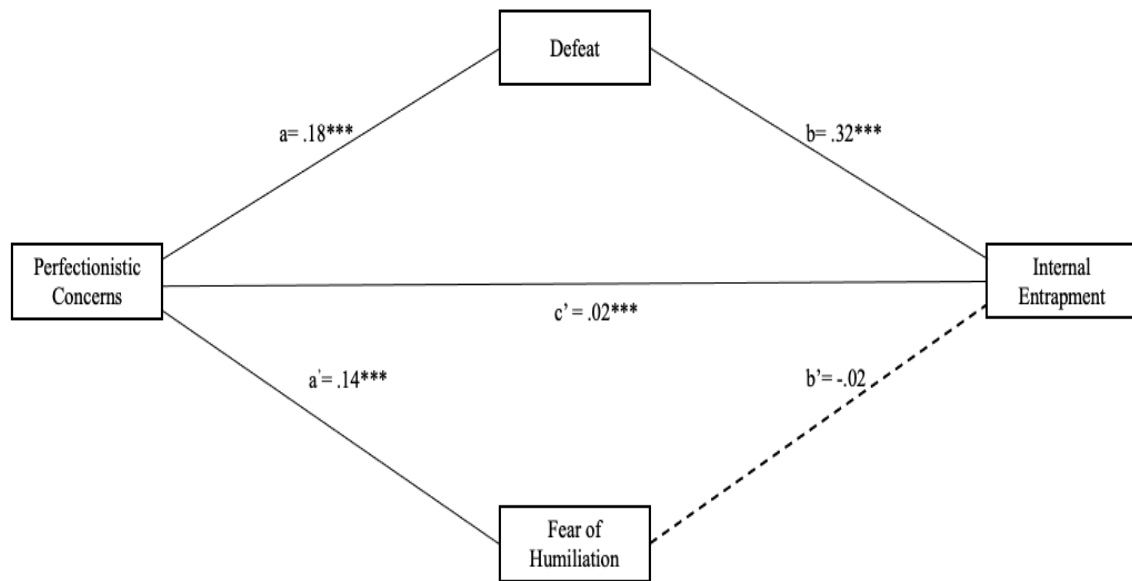 Defeat
a= .18***
b= .32***
Perfectionistic
Concerns
Internal
Entrapment
c’ = .02***
a'= .14***
b’= -.02
Fear of
Humiliation